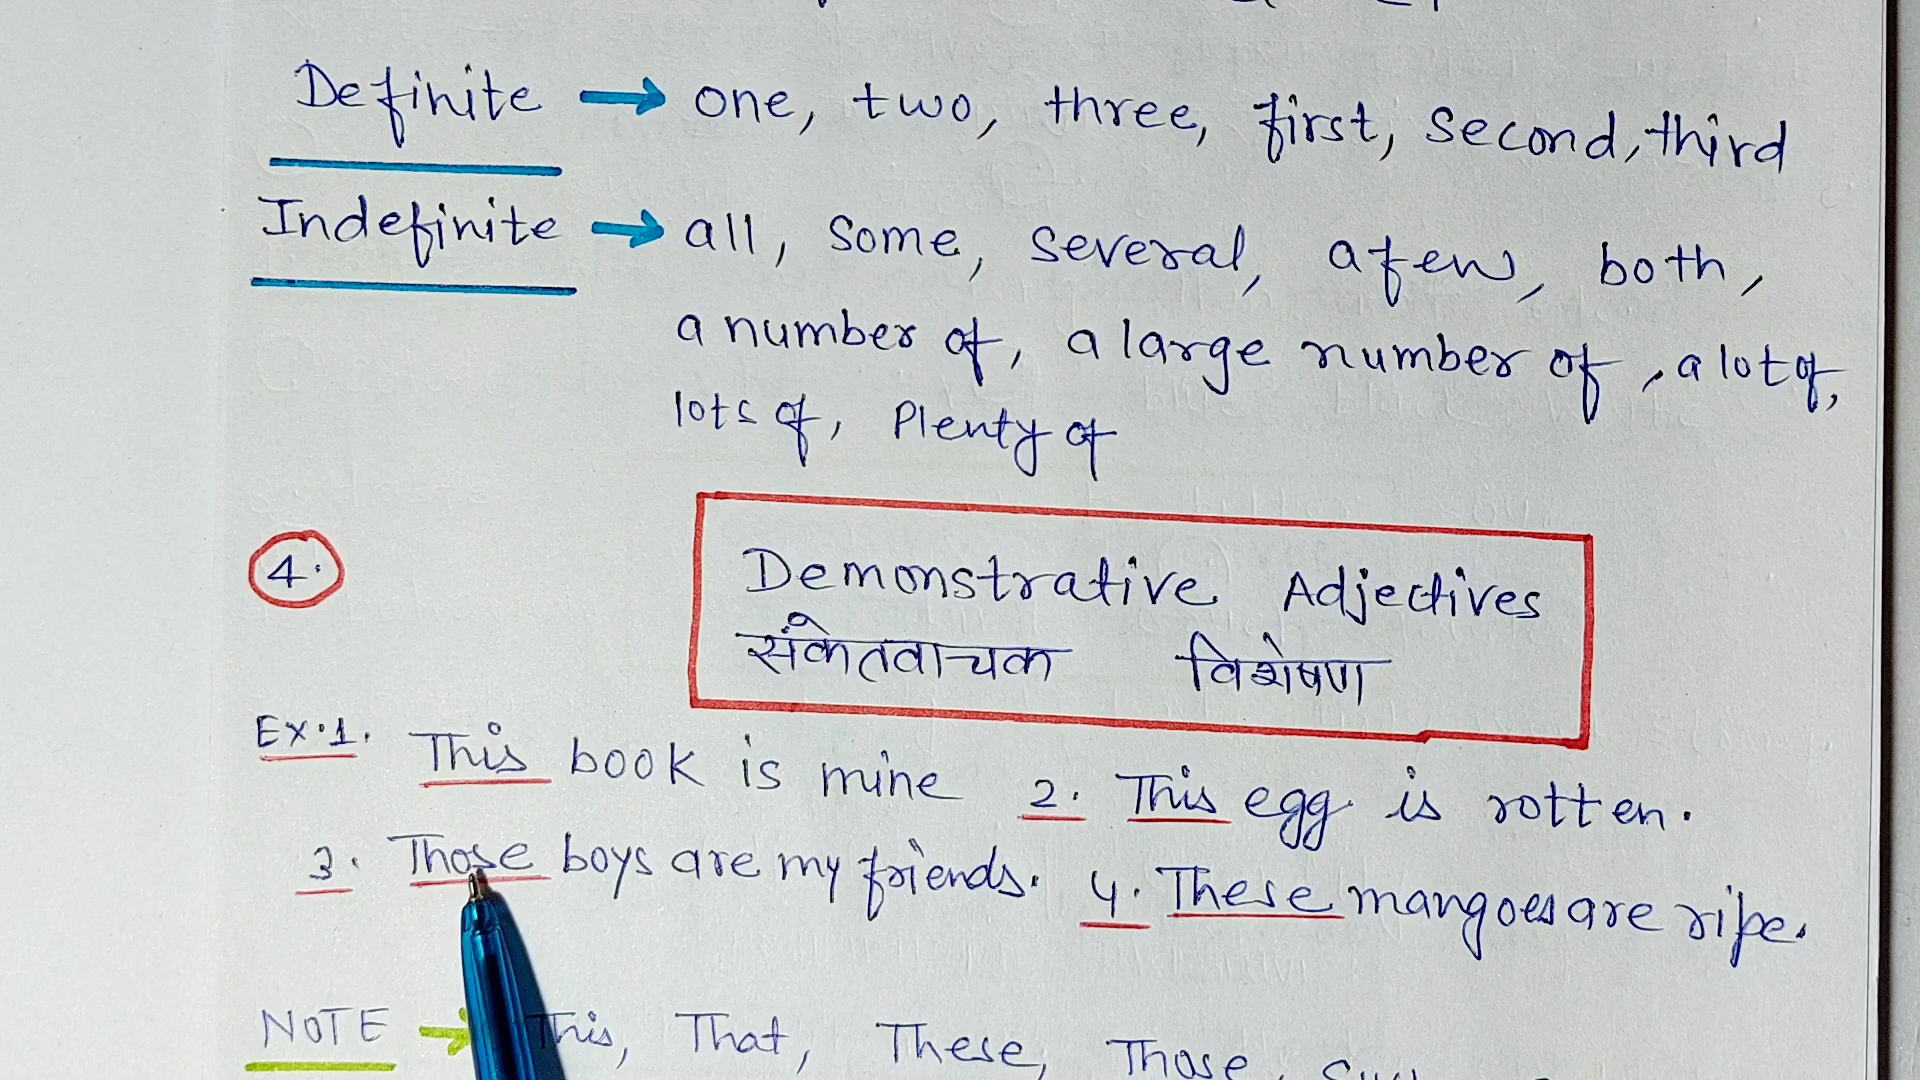 Definite → one, two, three, first, second, third
Indefinite → all, some, several, a few, both,
a number of, a large number of, a lot of,
lots of, Plenty of
4.
Demonstrative Adjectives
संकेतवाचक विशेषण
Ex.1. This book is mine 2. This egg is rotten.
3. Those boys are my friends. 4. These mangoes are ripe.
NOTE → This, That, These, Those,